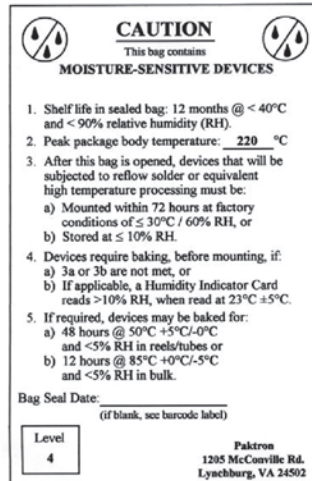 CAUTION
This bag contains
MOISTURE-SENSITIVE DEVICES
1. Shelf life in sealed bag: 12 months @ < 40°C
and < 90% relative humidity (RH).
2. Peak package body temperature: 220 °C
3. After this bag is opened, devices that will be
subjected to reflow solder or equivalent
high temperature processing must be:
a) Mounted within 72 hours at factory
conditions of ≤ 30°C / 60% RH, or
b) Stored at ≤ 10% RH.
4. Devices require baking, before mounting, if:
a) 3a or 3b are not met, or
b) If applicable, a Humidity Indicator Card
reads >10% RH, when read at 23°C ±5°C.
5. If required, devices may be baked for:
a) 48 hours @ 50°C +5°C/-0°C
and <5% RH in reels/tubes or
b) 12 hours @ 85°C +0°C/-5°C
and <5% RH in bulk.
Bag Seal Date:
(if blank, see barcode label)
Level
4
Paktron
1205 McConville Rd.
Lynchburg, VA 24502